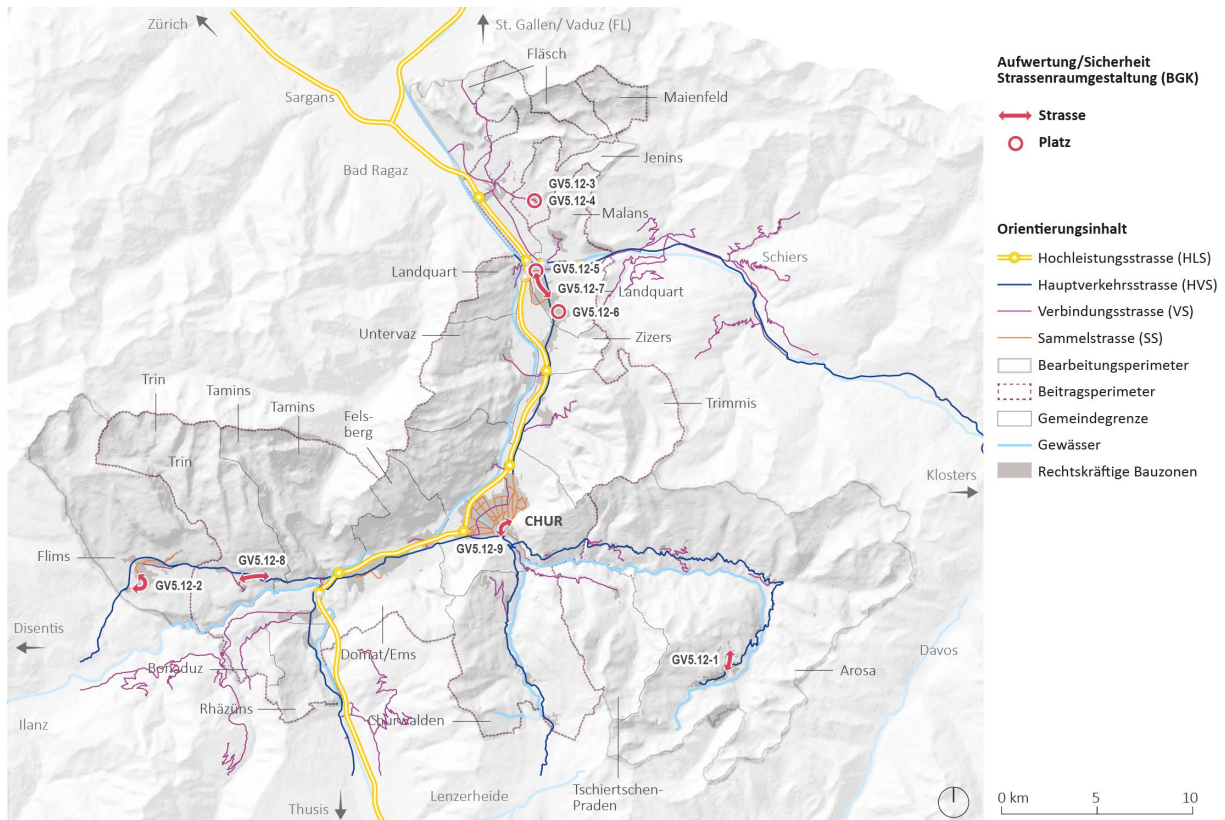 Zürich
St. Gallen/ Vaduz (FL)
Fläsch
Sargans
Maienfeld
Bad Ragaz
Jenins
GV5.12-3
GV5.12-4
Malans
Landquart
GV5.12-5
Schiers
GV5.12-7
Landquart
GV5.12-6
Untervaz
Zizers
Trin
Tamins
Tamins
Fels-
berg
Trimmis
Trin
Klosters
CHUR
GV5.12-9
Flims
GV5.12-8
GV5.12-2
Disentis
Domat/Ems
GV5.12-1
Davos
Bonaduz
Arosa
Rhäzüns
Churwalden
Ilanz
Tschiertschen-
Praden
Lenzerheide
Thusis
Aufwertung/Sicherheit
Strassenraumgestaltung (BGK)
Strasse
Platz
Orientierungsinhalt
Hochleistungsstrasse (HLS)
Hauptverkehrsstrasse (HVS)
Verbindungsstrasse (VS)
Sammelstrasse (SS)
Bearbeitungsperimeter
Beitragsperimeter
Gemeindegrenze
Gewässer
Rechtskräftige Bauzonen
0 km 5 10